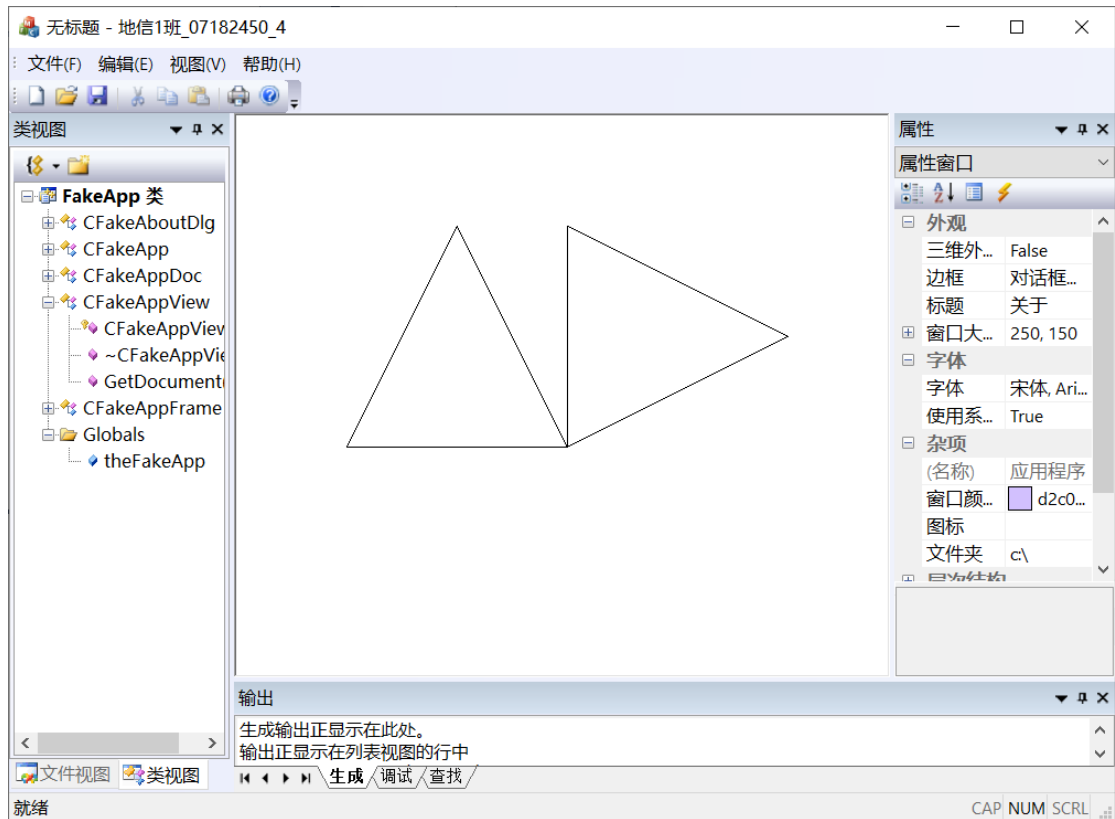 无标题 - 地信1班_07182450_4
文件(F) 编辑(E) 视图(V) 帮助(H)
类视图
FakeApp 类
CFakeAboutDlg
CFakeApp
CFakeAppDoc
CFakeAppView
CFakeAppView
~CFakeAppVie
GetDocument(
CFakeAppFrame
Globals
theFakeApp
文件视图 类视图
属性
属性窗口
外观
三维外... False
边框 对话框...
标题 关于
窗口大... 250, 150
字体
字体 宋体, Ari...
使用系... True
杂项
(名称) 应用程序
窗口颜... d2c0...
图标
文件夹 c:\
层次结构
输出
生成输出正显示在此处。
输出正显示在列表视图的行中
生成 调试 查找
就绪
CAP NUM SCRL